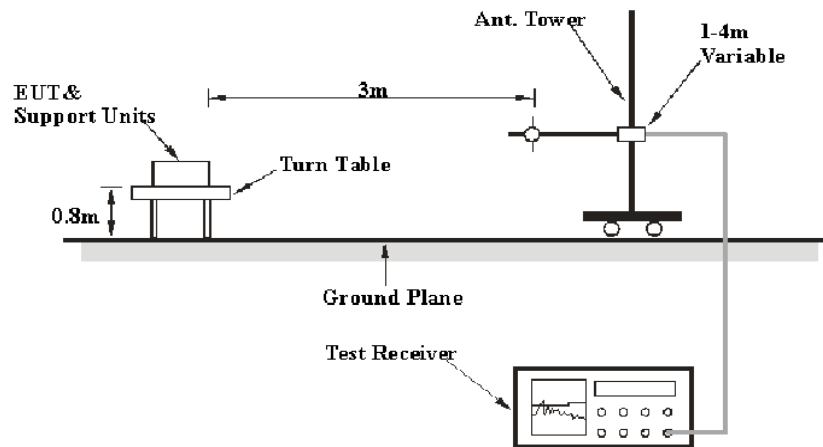 Ant. Tower
1-4m
Variable
3m
EUT&
Support Units
Turn Table
0.8m
Ground Plane
Test Receiver